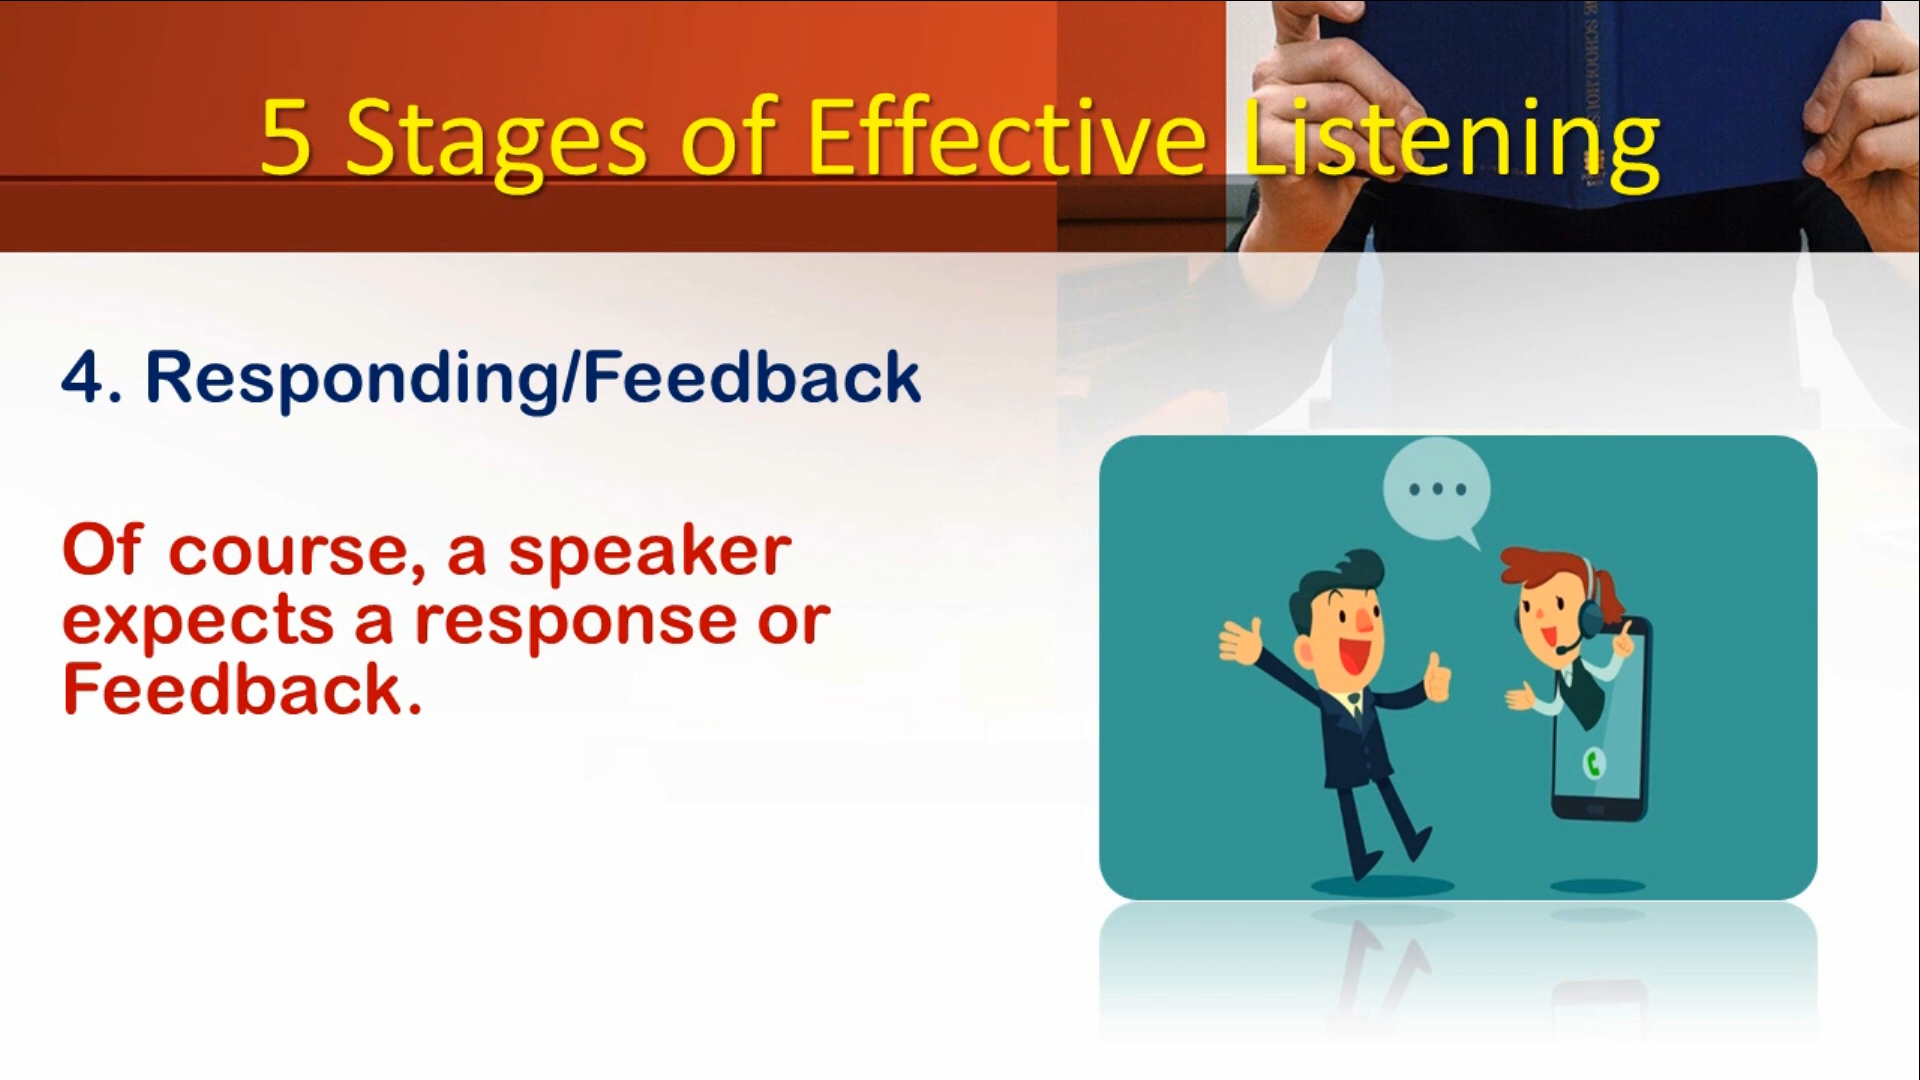 5 Stages of Effective Listening
4. Responding/Feedback
Of course, a speaker
expects a response or
Feedback.